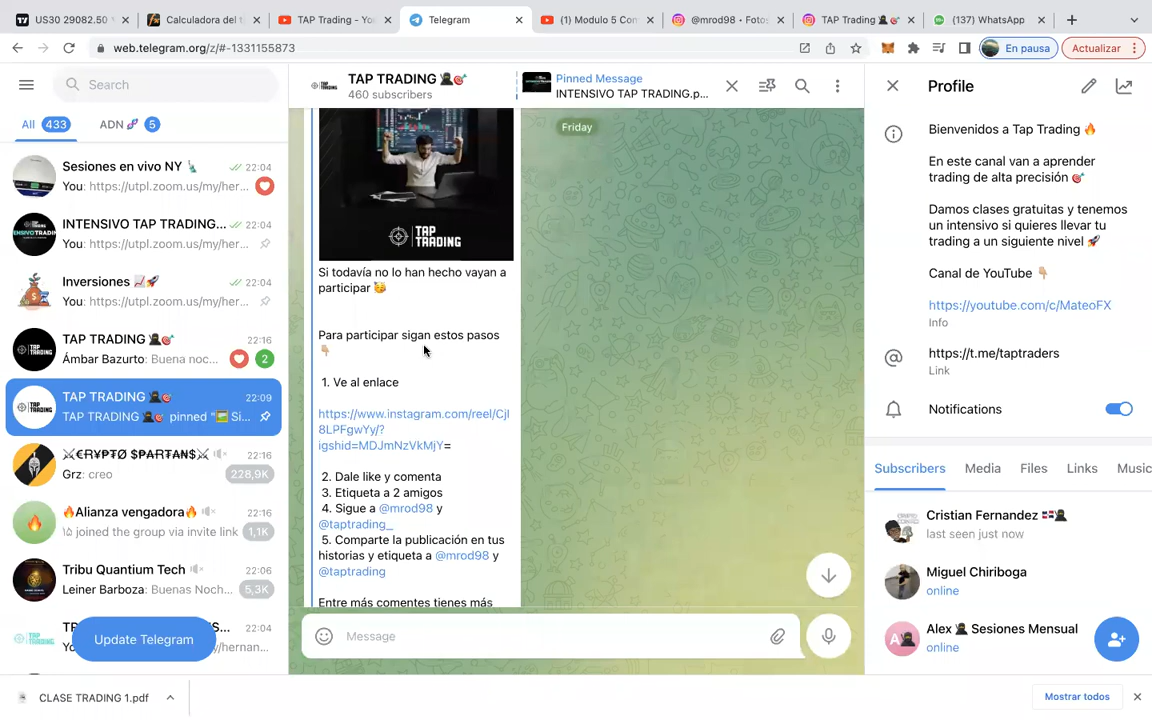 US30 29082.50
Calculadora del t
TAP Trading - Yo
Telegram
(1) Modulo 5 Con
@mrod98 • Fotos
TAP Trading
(137) WhatsApp
web.telegram.org/z/#-1331155873
En pausa
Actualizar
Search
All 433
ADN 🧬 5
Sesiones en vivo NY 🗽 22:04
You: https://utpl.zoom.us/my/her...
INTENSIVO TAP TRADING... 22:04
You: https://utpl.zoom.us/my/her...
Inversiones 📈🚀 22:04
You: https://utpl.zoom.us/my/her...
TAP TRADING 🥷🎯 22:16
Ámbar Bazurto: Buena noc... 2
TAP TRADING 🥷🎯 22:09
TAP TRADING 🥷🎯 pinned "🖼 Si...
⚔€ɌɎ₱₮Ø $₱₳Ɍ₮₳₦$⚔ 22:16
Grz: creo 228,9K
🔥Alianza vengadora🔥 22:16
joined the group via invite link 1,1K
Tribu Quantium Tech 22:06
Leiner Barboza: Buenas Noch... 5,3K
S... 22:04
/hernan...
Update Telegram
TAP TRADING 🥷🎯
460 subscribers
Pinned Message
INTENSIVO TAP TRADING.p...
Friday
TAP
TRADING
Si todavía no lo han hecho vayan a
participar 🥳
Para participar sigan estos pasos
👇🏼
1. Ve al enlace
https://www.instagram.com/reel/Cjl
8LPFgwYy/?
igshid=MDJmNzVkMjY=
2. Dale like y comenta
3. Etiqueta a 2 amigos
4. Sigue a @mrod98 y
@taptrading_
5. Comparte la publicación en tus
historias y etiqueta a @mrod98 y
@taptrading
Entre más comentes tienes más
Message
Profile
Bienvenidos a Tap Trading 🔥
En este canal van a aprender
trading de alta precisión 🎯
Damos clases gratuitas y tenemos
un intensivo si quieres llevar tu
trading a un siguiente nivel 🚀
Canal de YouTube 👇🏼
https://youtube.com/c/MateoFX
Info
https://t.me/taptraders
Link
Notifications
Subscribers Media Files Links Music
Cristian Fernandez 🇩🇴🥷
last seen just now
Miguel Chiriboga
online
Alex 🥷 Sesiones Mensual
online
CLASE TRADING 1.pdf
Mostrar todos